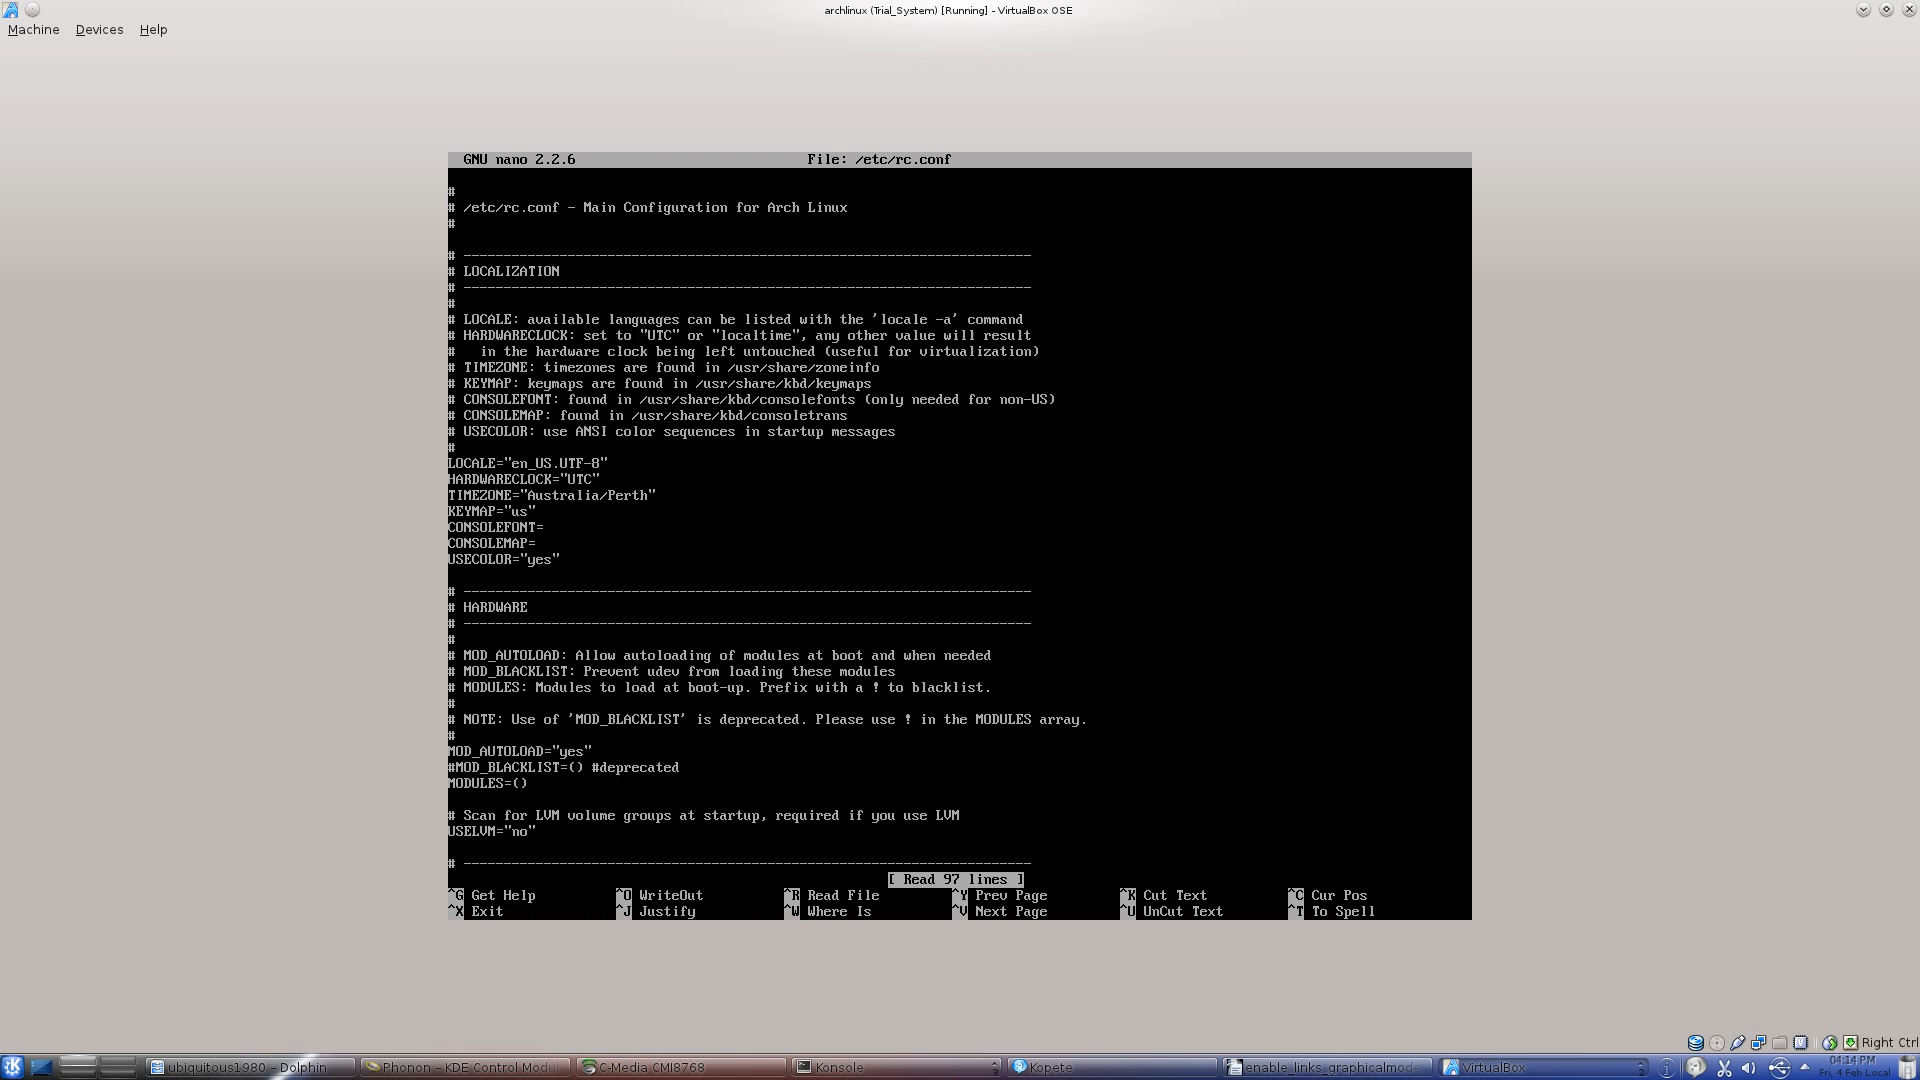 archlinux (Trial_System) [Running] - VirtualBox OSE
Machine Devices Help
GNU nano 2.2.6 File: /etc/rc.conf
#
# /etc/rc.conf - Main Configuration for Arch Linux
#
# -----------------------------------------------------------------------
# LOCALIZATION
# -----------------------------------------------------------------------
#
# LOCALE: available languages can be listed with the 'locale -a' command
# HARDWARECLOCK: set to "UTC" or "localtime", any other value will result
#   in the hardware clock being left untouched (useful for virtualization)
# TIMEZONE: timezones are found in /usr/share/zoneinfo
# KEYMAP: keymaps are found in /usr/share/kbd/keymaps
# CONSOLEFONT: found in /usr/share/kbd/consolefonts (only needed for non-US)
# CONSOLEMAP: found in /usr/share/kbd/consoletrans
# USECOLOR: use ANSI color sequences in startup messages
#
LOCALE="en_US.UTF-8"
HARDWARECLOCK="UTC"
TIMEZONE="Australia/Perth"
KEYMAP="us"
CONSOLEFONT=
CONSOLEMAP=
USECOLOR="yes"
# -----------------------------------------------------------------------
# HARDWARE
# -----------------------------------------------------------------------
#
# MOD_AUTOLOAD: Allow autoloading of modules at boot and when needed
# MOD_BLACKLIST: Prevent udev from loading these modules
# MODULES: Modules to load at boot-up. Prefix with a ! to blacklist.
#
# NOTE: Use of 'MOD_BLACKLIST' is deprecated. Please use ! in the MODULES array.
#
MOD_AUTOLOAD="yes"
#MOD_BLACKLIST=() #deprecated
MODULES=()
# Scan for LVM volume groups at startup, required if you use LVM
USELVM="no"
# -----------------------------------------------------------------------
[ Read 97 lines ]
^G Get Help ^O WriteOut ^R Read File ^Y Prev Page ^K Cut Text ^C Cur Pos
^X Exit ^J Justify ^W Where Is ^V Next Page ^U UnCut Text ^T To Spell
Right Ctrl
ubiquitous1980 - Dolphin Phonon - KDE Control Modul C-Media CMI8768 Konsole 3 Kopete enable_links_graphicalmode VirtualBox 2 04:14 PM
Fri, 4 Feb Local